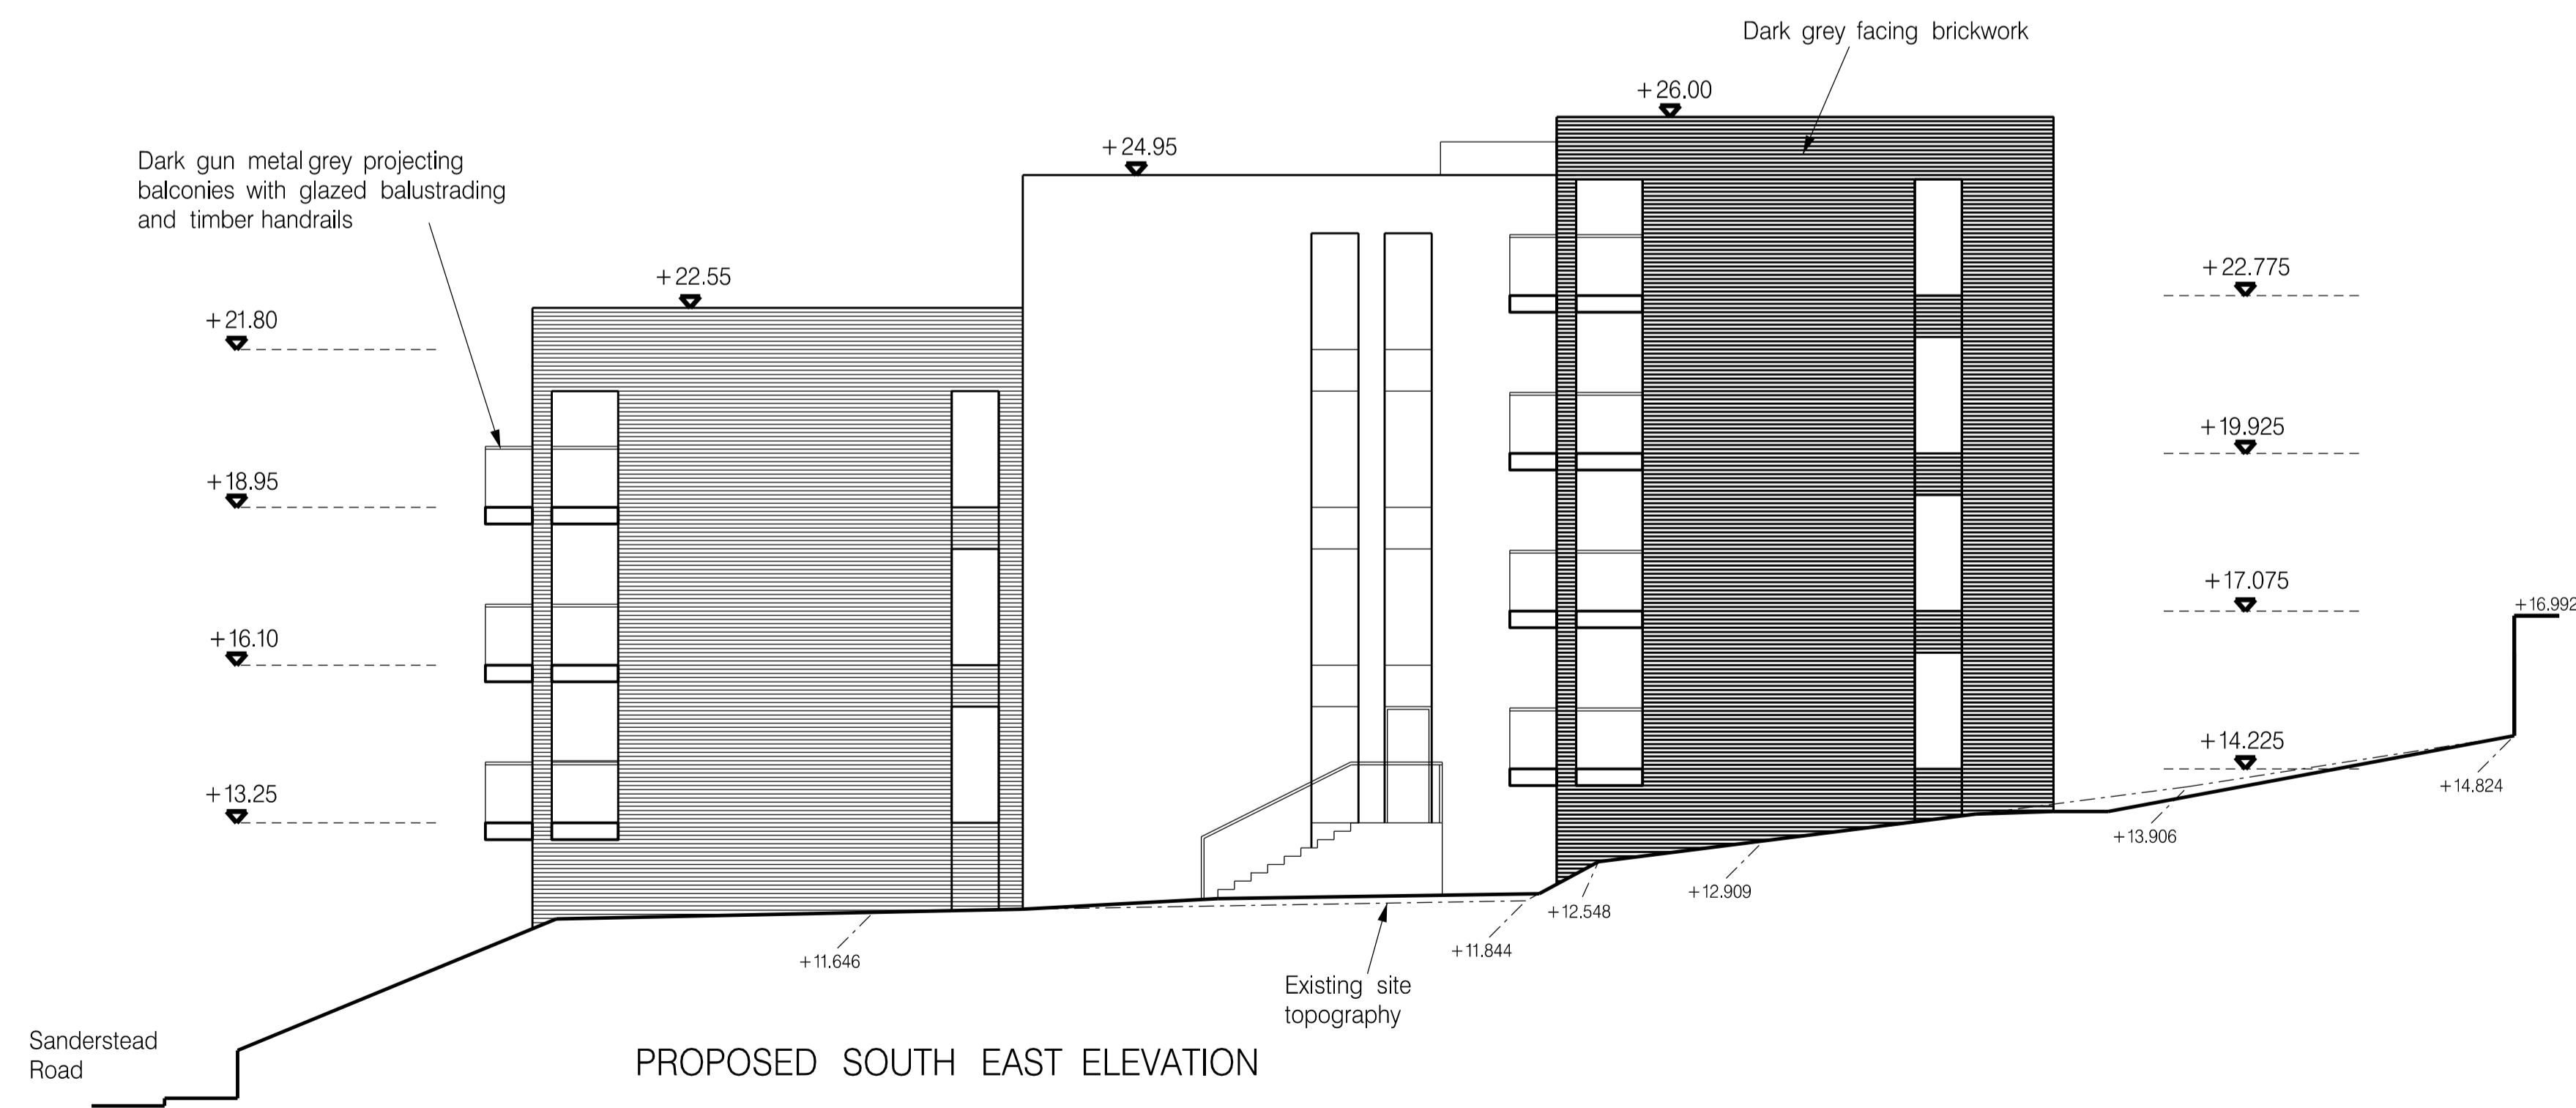 Dark grey facing brickwork
+26.00
+24.95
Dark gun metal grey projecting
balconies with glazed balustrading
and timber handrails
+22.55
+22.775
+21.80
+19.925
+18.95
+17.075
+16.992
+16.10
+14.225
+14.824
+13.25
+13.906
+12.909
+12.548
+11.844
+11.646
Existing site
topography
Sanderstead
Road
PROPOSED SOUTH EAST ELEVATION